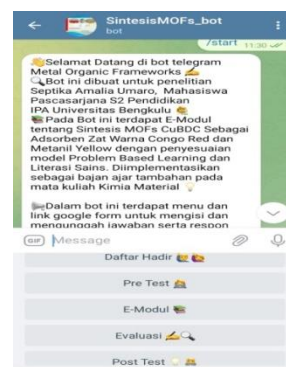 SintesisMOFs_bot
bot
/start 11:30
Selamat Datang di bot telegram
Metal Organic Frameworks
Bot ini dibuat untuk penelitian
Septika Amalia Umaro, Mahasiswa
Pascasarjana S2 Pendidikan
IPA Universitas Bengkulu
Pada Bot ini terdapat E-Modul
tentang Sintesis MOFs CuBDC Sebagai
Adsorben Zat Warna Congo Red dan
Metanil Yellow dengan penyesuaian
model Problem Based Learning dan
Literasi Sains. Diimplementasikan
sebagai bahan ajar tambahan pada
mata kuliah Kimia Material
Dalam bot ini terdapat menu dan
link google form untuk mengisi dan
mengunggah jawaban serta respon
GIF Message
Daftar Hadir
Pre Test
E-Modul
Evaluasi
Post Test